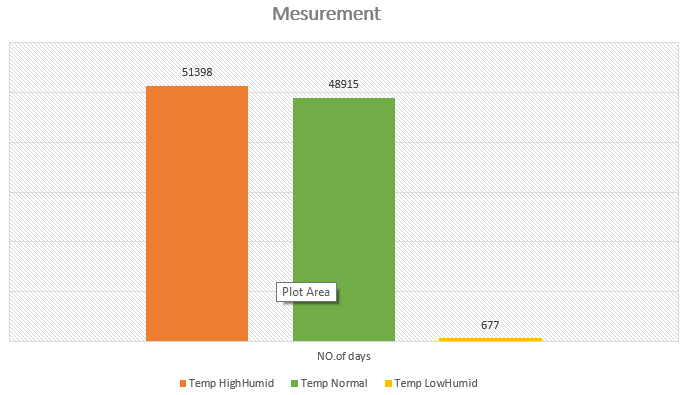 Mesurement
51398
48915
677
Plot Area
NO.of days
Temp HighHumid Temp Normal Temp LowHumid